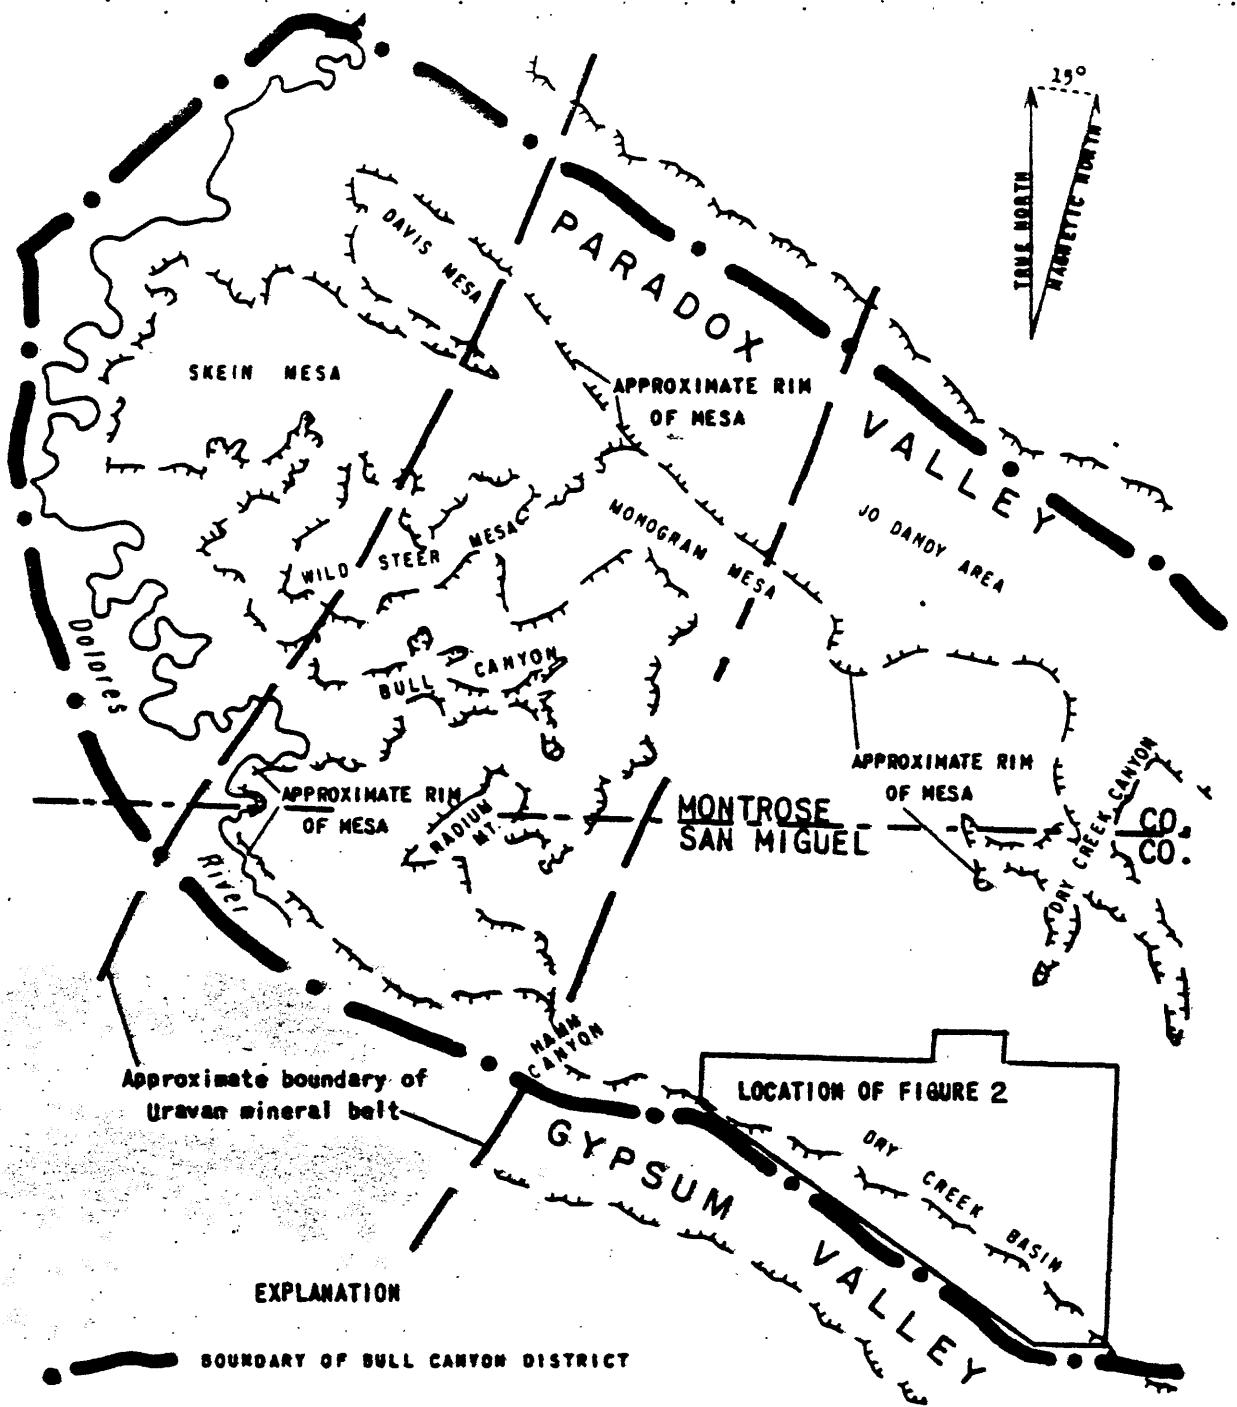 15°
TRUE NORTH
MAGNETIC NORTH
PARADOX
VALLEY
DAVIS MESA
SKEIN MESA
APPROXIMATE RIM
OF MESA
MONOGRAM MESA
JO DANDY AREA
WILD STEER MESA
Dolores
BULL CANYON
APPROXIMATE RIM
OF MESA
APPROXIMATE RIM
OF MESA
RADIUM
MT.
MONTROSE CO.
SAN MIGUEL CO.
DRY CREEK CANYON
River
HAMM
CANYON
Approximate boundary of
Uravan mineral belt
LOCATION OF FIGURE 2
GYPSUM
VALLEY
DRY CREEK BASIN
EXPLANATION
BOUNDARY OF BULL CANYON DISTRICT